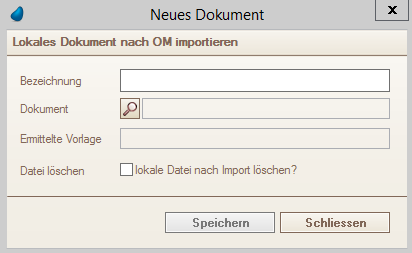 Neues Dokument
x
Lokales Dokument nach OM importieren
Bezeichnung
Dokument
Ermittelte Vorlage
Datei löschen lokale Datei nach Import löschen?
Speichern Schliessen